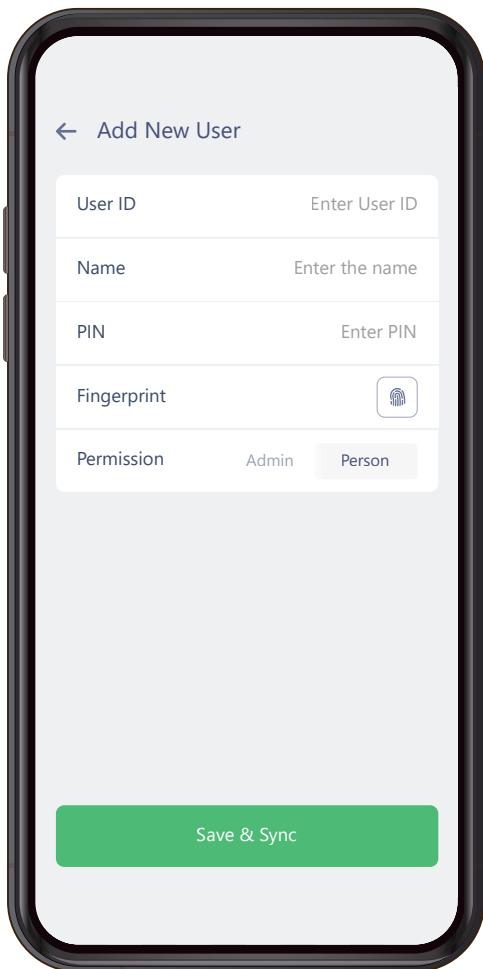 Add New User
User ID Enter User ID
Name Enter the name
PIN Enter PIN
Fingerprint
Permission Admin Person
Save & Sync